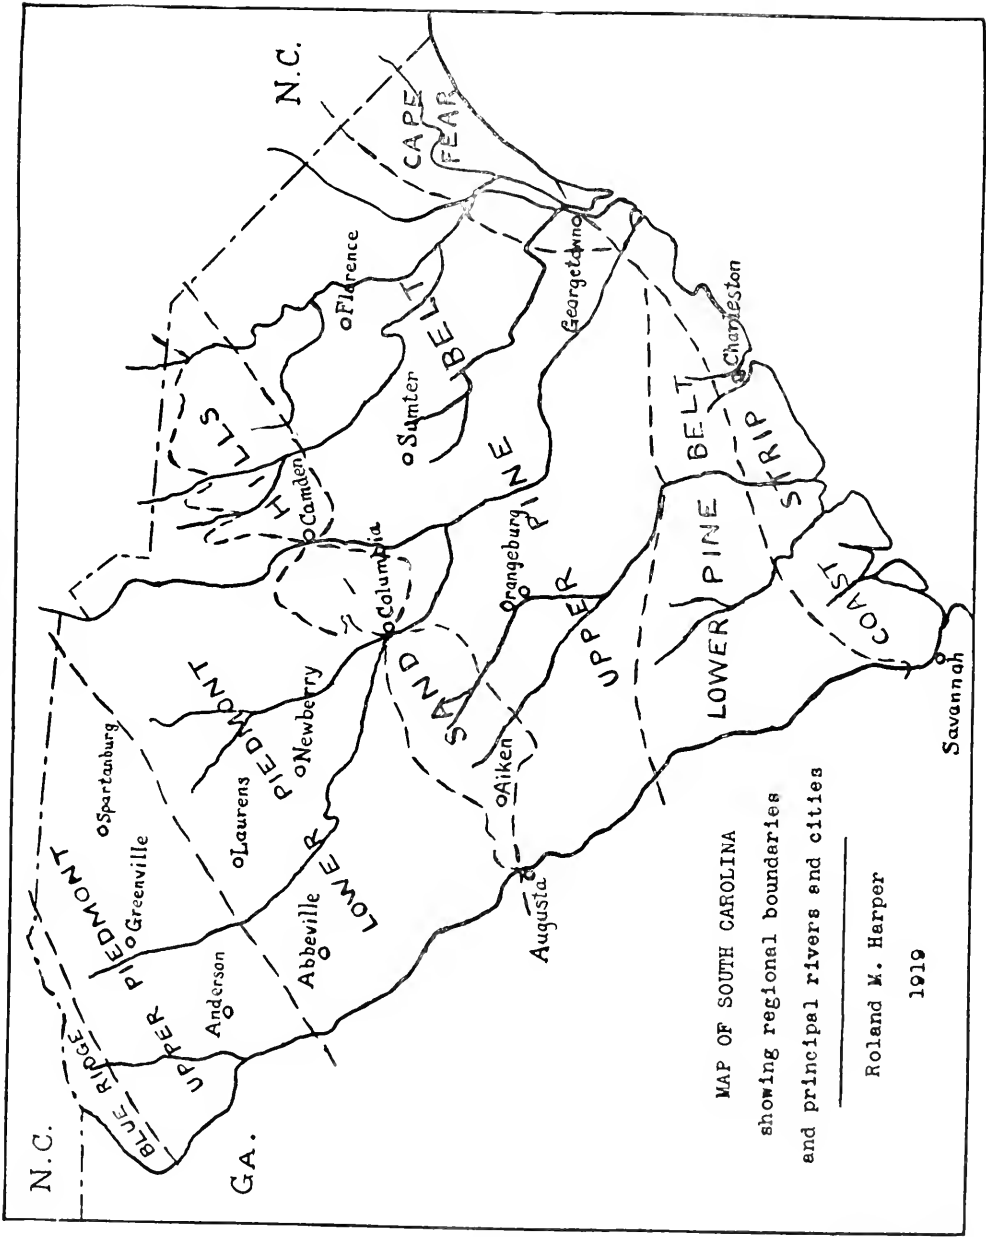 N.C.
N.C.
GA.
BLUE RIDGE
UPPER PIEDMONT
Spartanburg
Greenville
Anderson
LOWER PIEDMONT
Laurens
Newberry
Abbeville
SAND HILLS
Columbia
Camden
Aiken
Augusta
UPPER PINE BELT
Florence
Sumter
Orangeburg
CAPE
FEAR
Georgetown
LOWER PINE BELT
Charleston
COAST STRIP
Savannah
MAP OF SOUTH CAROLINA
showing regional boundaries
and principal rivers and cities
Roland M. Harper
1919